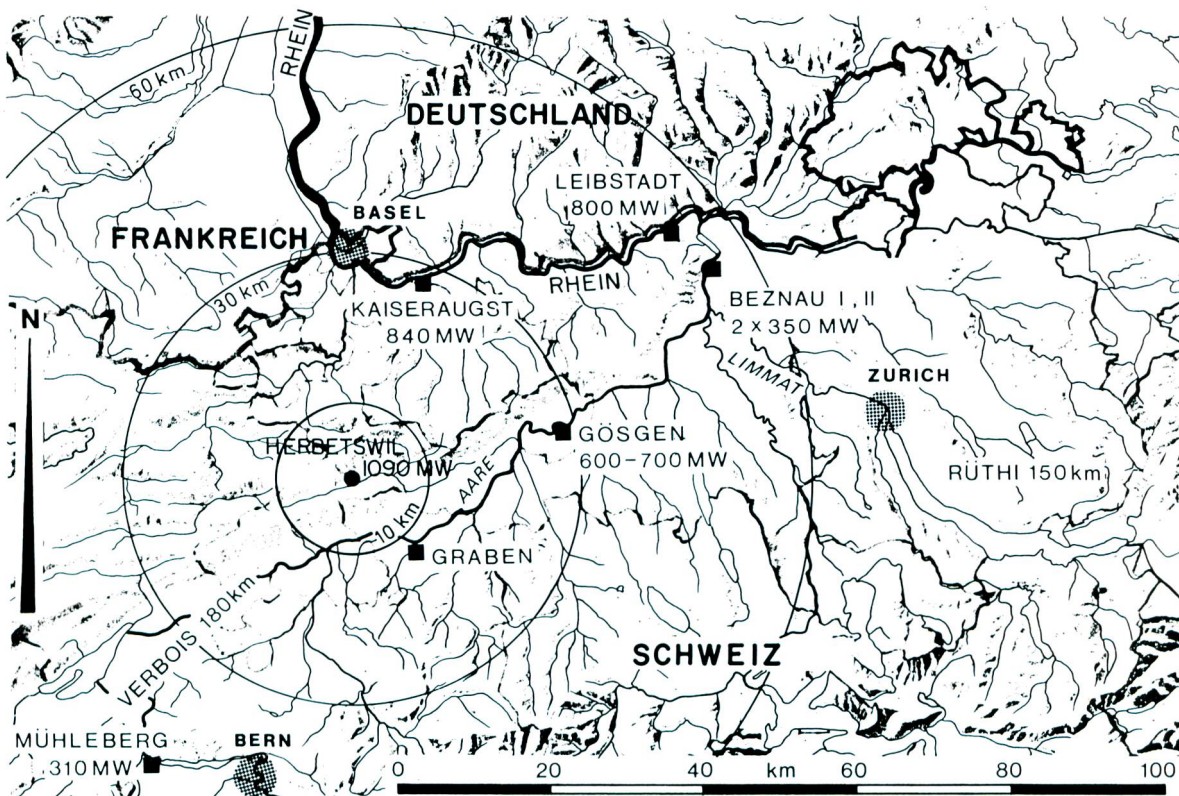 RHEIN
60 km
DEUTSCHLAND
LEIBSTADT
800 MW
BASEL
FRANKREICH
30 km
RHEIN
KAISERAUGST
840 MW
BEZNAU I, II
2 x 350 MW
N
LIMMAT
ZURICH
HERBETSWIL
1090 MW
GÖSGEN
600-700 MW
AARE
RÜTHI 150 km
10 km
GRABEN
VERBOIS 180 km
SCHWEIZ
MÜHLEBERG
310 MW
BERN
0 20 km 60 80 100